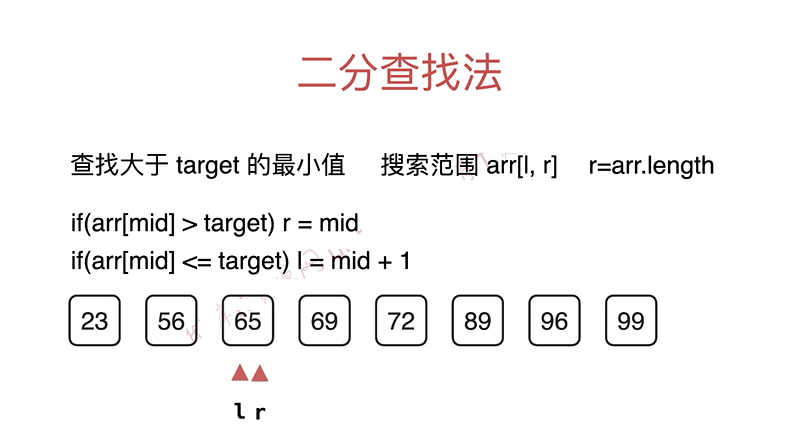 二分查找法
查找大于 target 的最小值 搜索范围 arr[l, r] r=arr.length
if(arr[mid] > target) r = mid
if(arr[mid] <= target) l = mid + 1
23 56 65 69 72 89 96 99
l r